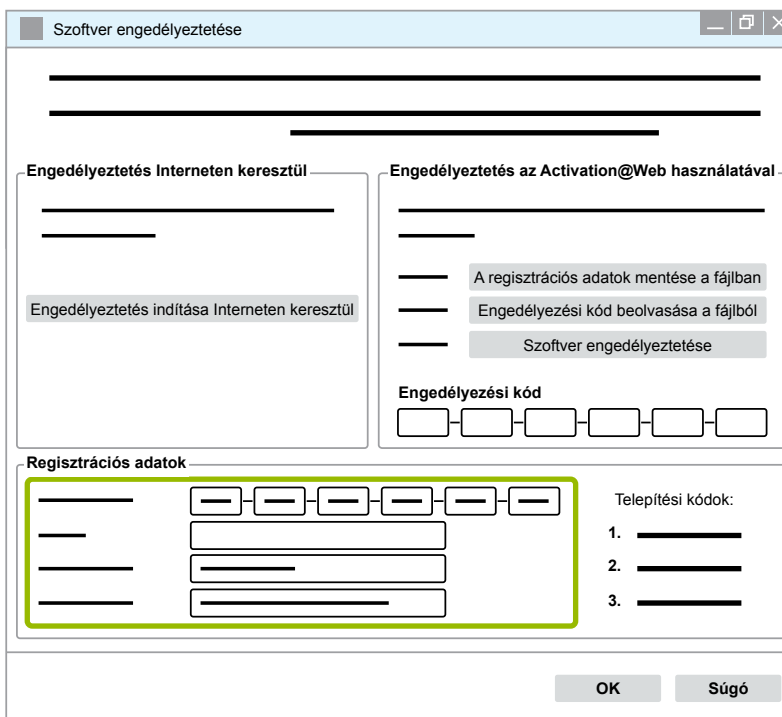 Szoftver engedélyeztetése
Engedélyeztetés Interneten keresztül
Engedélyeztetés az Activation@Web használatával
Engedélyeztetés indítása Interneten keresztül
A regisztrációs adatok mentése a fájlban
Engedélyezési kód beolvasása a fájlból
Szoftver engedélyeztetése
Engedélyezési kód
Regisztrációs adatok
Telepítési kódok:
1.
2.
3.
OK
Súgó